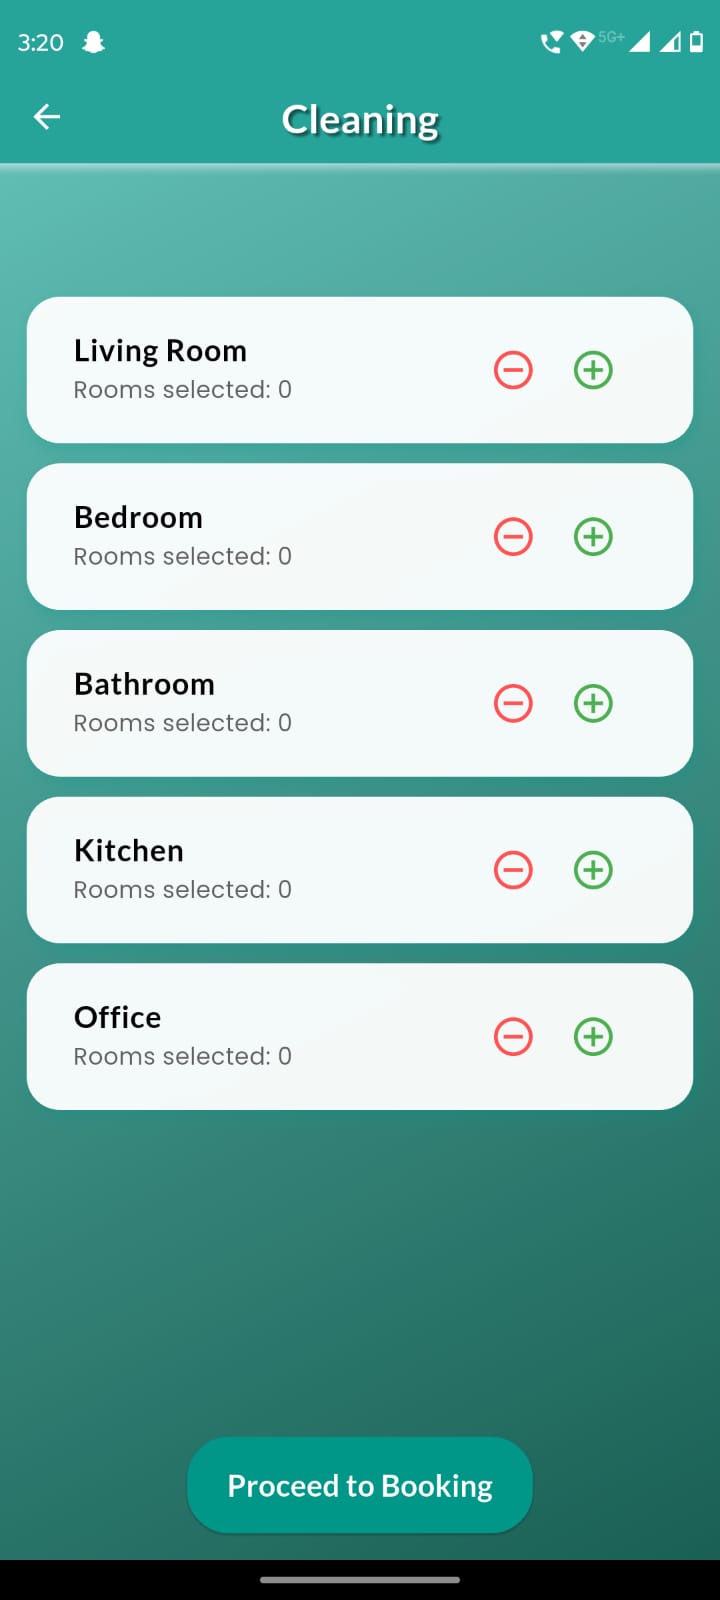 3:20
5G+
Cleaning
Living Room
Rooms selected: 0
Bedroom
Rooms selected: 0
Bathroom
Rooms selected: 0
Kitchen
Rooms selected: 0
Office
Rooms selected: 0
Proceed to Booking